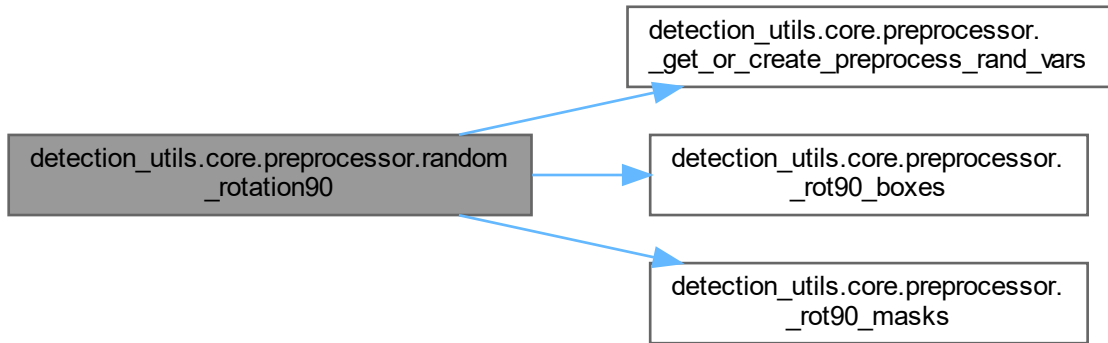 detection_utils.core.preprocessor.
_get_or_create_preprocess_rand_vars
detection_utils.core.preprocessor.random
_rotation90
detection_utils.core.preprocessor.
_rot90_boxes
detection_utils.core.preprocessor.
_rot90_masks